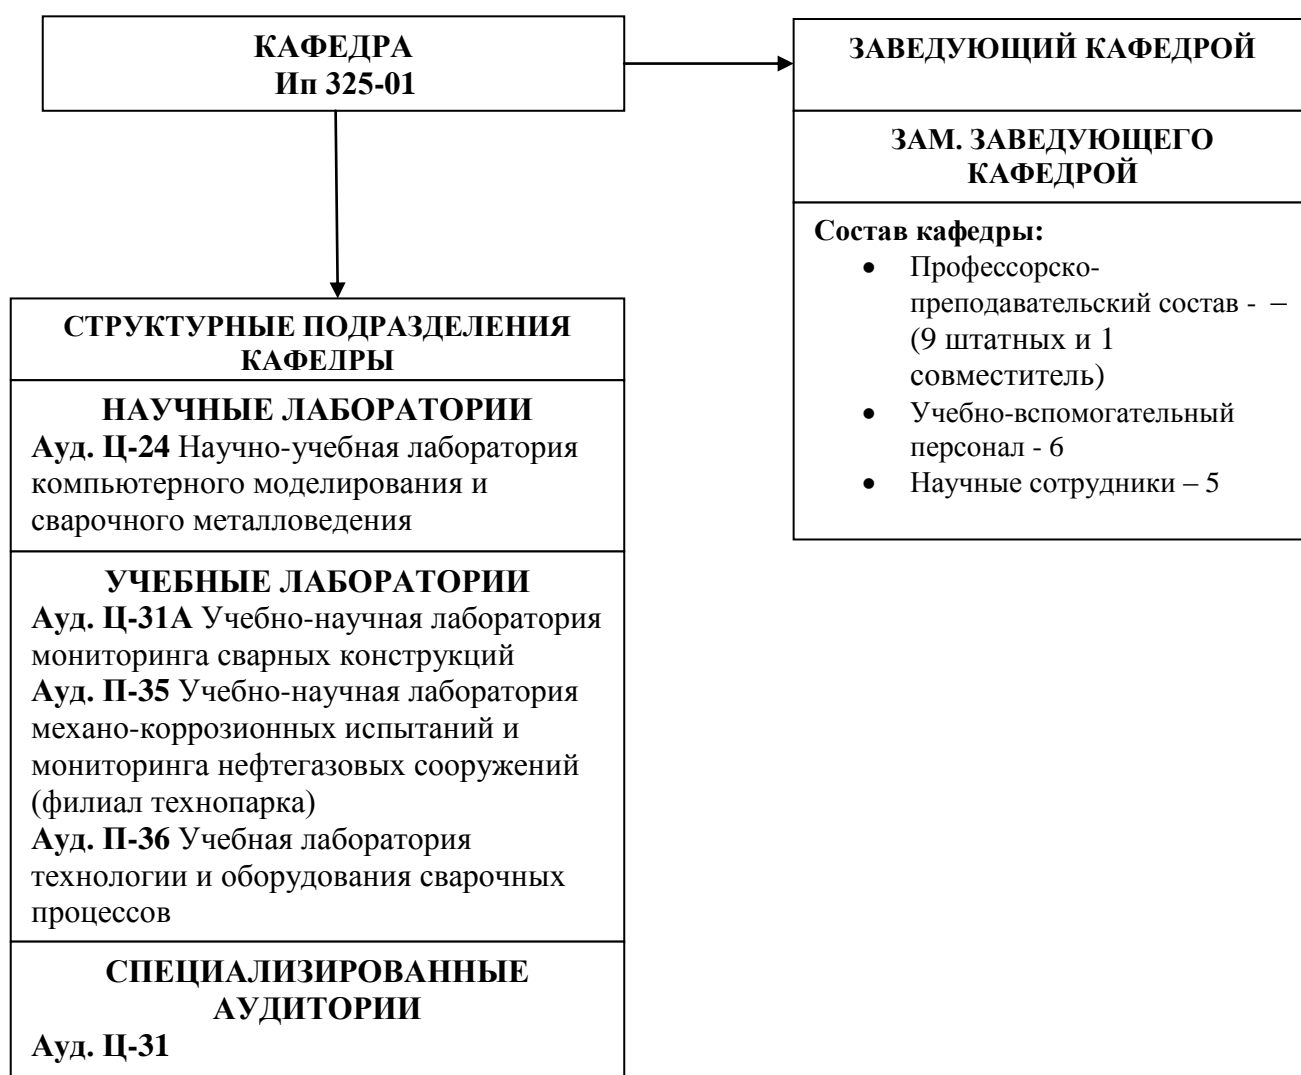 КАФЕДРА
Ип 325-01
ЗАВЕДУЮЩИЙ КАФЕДРОЙ
ЗАМ. ЗАВЕДУЮЩЕГО
КАФЕДРОЙ
Состав кафедры:
• Профессорско-
преподавательский состав - –
(9 штатных и 1
совместитель)
• Учебно-вспомогательный
персонал - 6
• Научные сотрудники – 5
СТРУКТУРНЫЕ ПОДРАЗДЕЛЕНИЯ
КАФЕДРЫ
НАУЧНЫЕ ЛАБОРАТОРИИ
Ауд. Ц-24 Научно-учебная лаборатория
компьютерного моделирования и
сварочного металловедения
УЧЕБНЫЕ ЛАБОРАТОРИИ
Ауд. Ц-31А Учебно-научная лаборатория
мониторинга сварных конструкций
Ауд. П-35 Учебно-научная лаборатория
механо-коррозионных испытаний и
мониторинга нефтегазовых сооружений
(филиал технопарка)
Ауд. П-36 Учебная лаборатория
технологии и оборудования сварочных
процессов
СПЕЦИАЛИЗИРОВАННЫЕ
АУДИТОРИИ
Ауд. Ц-31